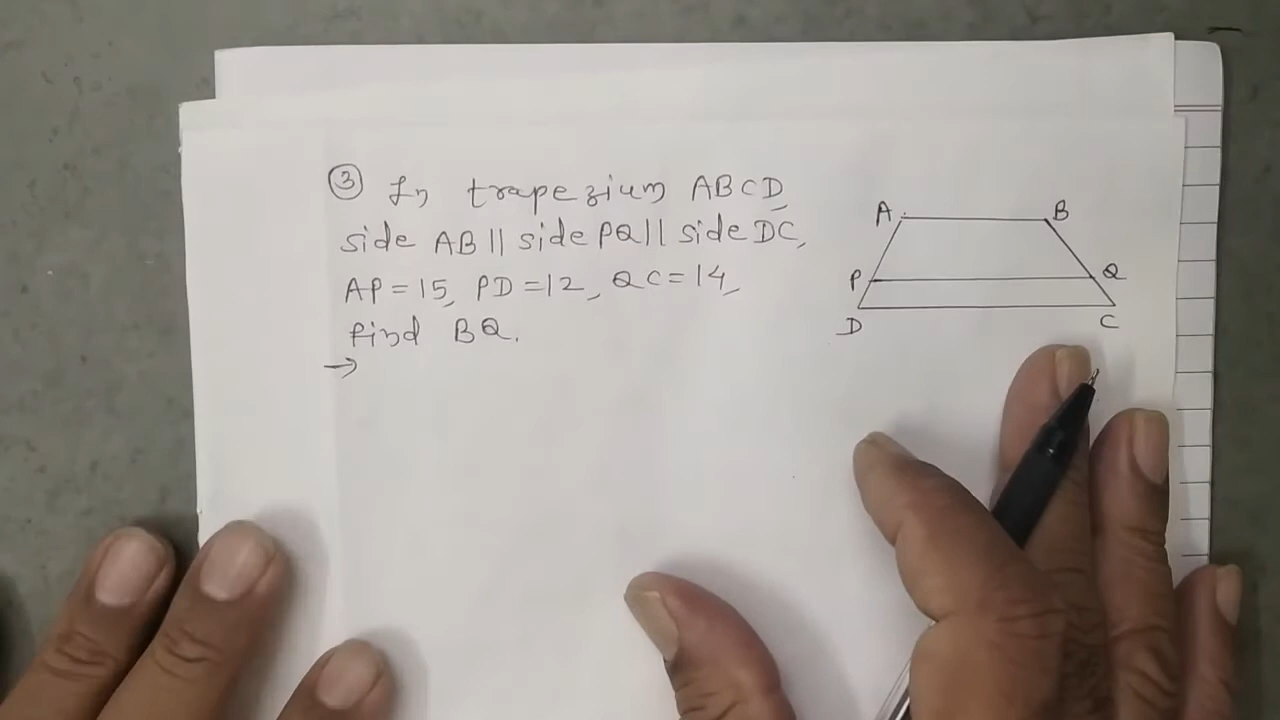 ③ In trapezium ABCD,
side AB || side PQ || side DC,
AP = 15, PD = 12, QC = 14,
find BQ.
→
A B
P Q
D C